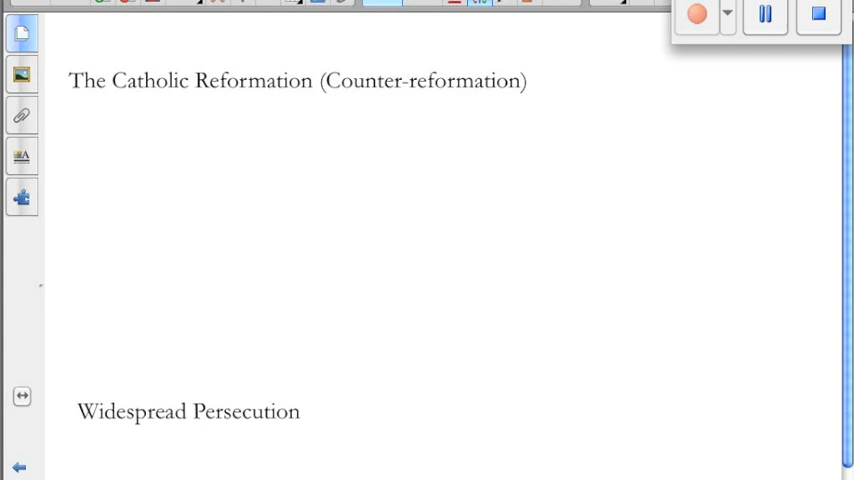 The Catholic Reformation (Counter-reformation)
Widespread Persecution